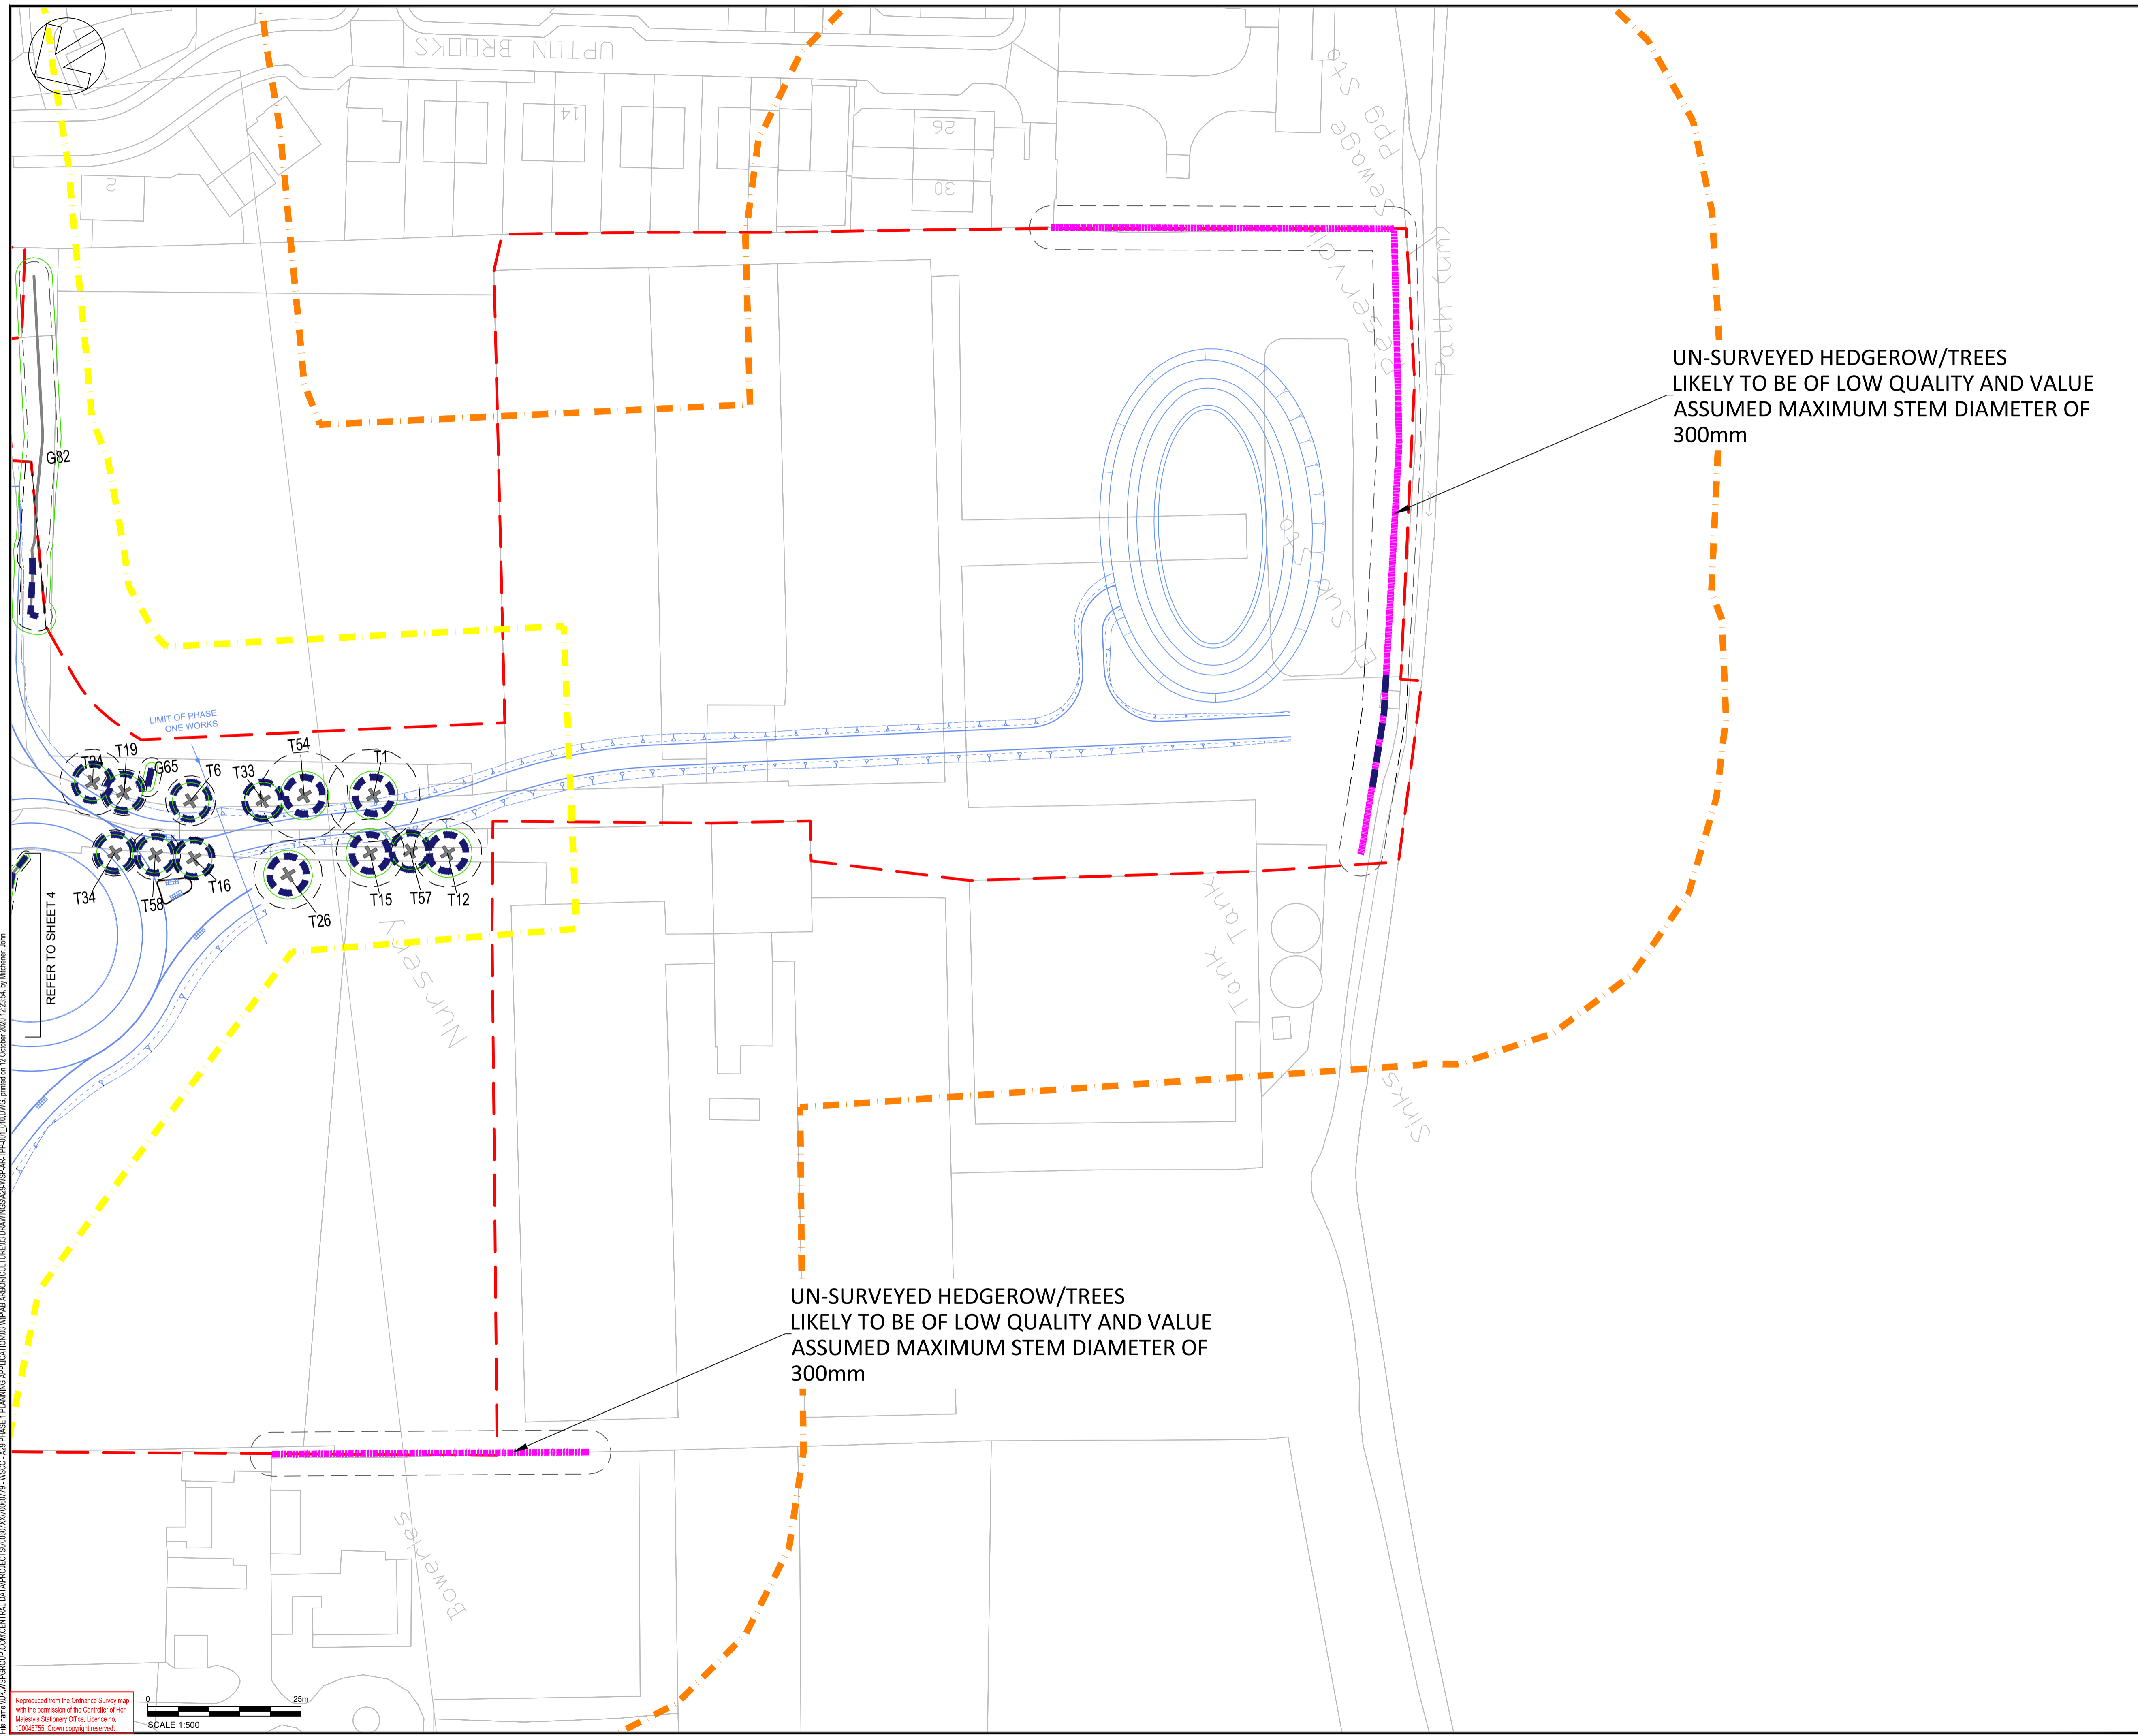 UPTON BROOKS
14
26
30
2
El Sub Sta
Reservoir
Sewage
Ppg Sta
UN-SURVEYED HEDGEROW/TREES
LIKELY TO BE OF LOW QUALITY AND VALUE
ASSUMED MAXIMUM STEM DIAMETER OF
300mm
G82
LIMIT OF PHASE
ONE WORKS
T24
T19
G65
T6
T33
T54
T1
T34
T58
T16
T26
T15
T57
T12
REFER TO SHEET 4
Nursery
Tank
Tank
Sinks
UN-SURVEYED HEDGEROW/TREES
LIKELY TO BE OF LOW QUALITY AND VALUE
ASSUMED MAXIMUM STEM DIAMETER OF
300mm
Boweries
Reproduced from the Ordnance Survey map
with the permission of the Controller of Her
Majesty's Stationery Office, Licence no.
100048755. Crown copyright reserved.
0
25m
SCALE 1:500